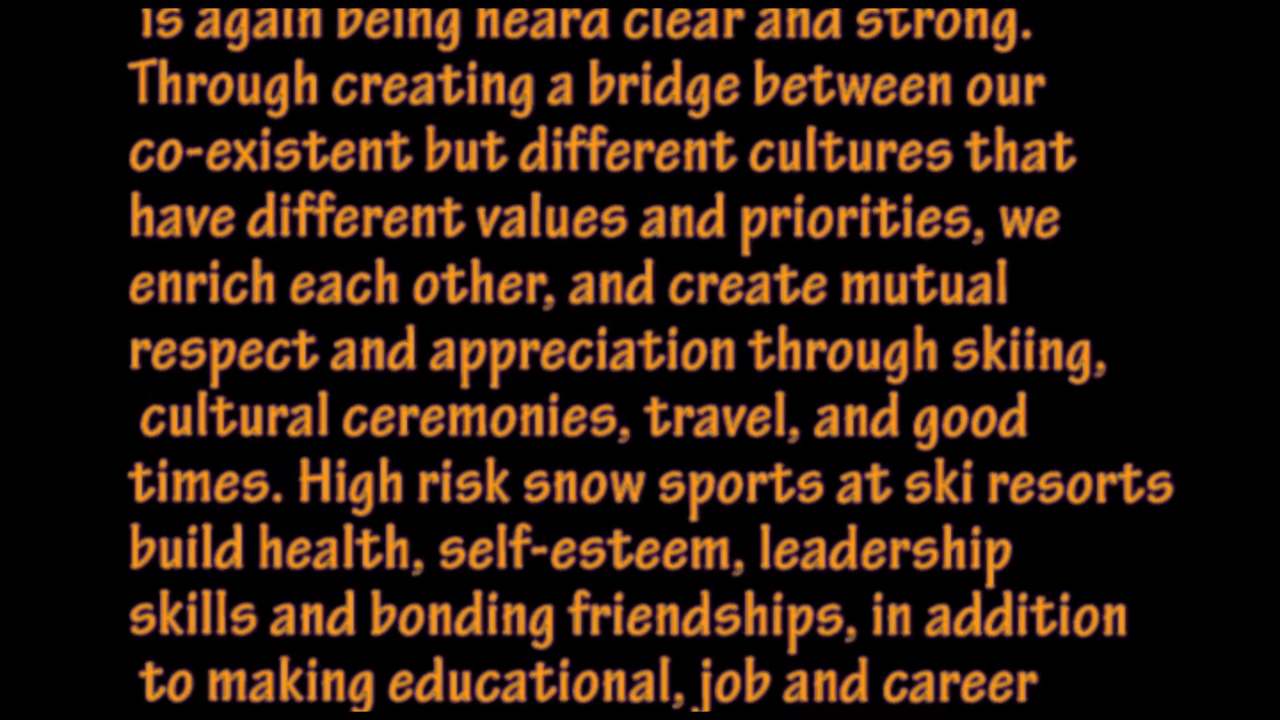 is again being heard clear and strong.
Through creating a bridge between our
co-existent but different cultures that
have different values and priorities, we
enrich each other, and create mutual
respect and appreciation through skiing,
cultural ceremonies, travel, and good
times. High risk snow sports at ski resorts
build health, self-esteem, leadership
skills and bonding friendships, in addition
to making educational, job and career